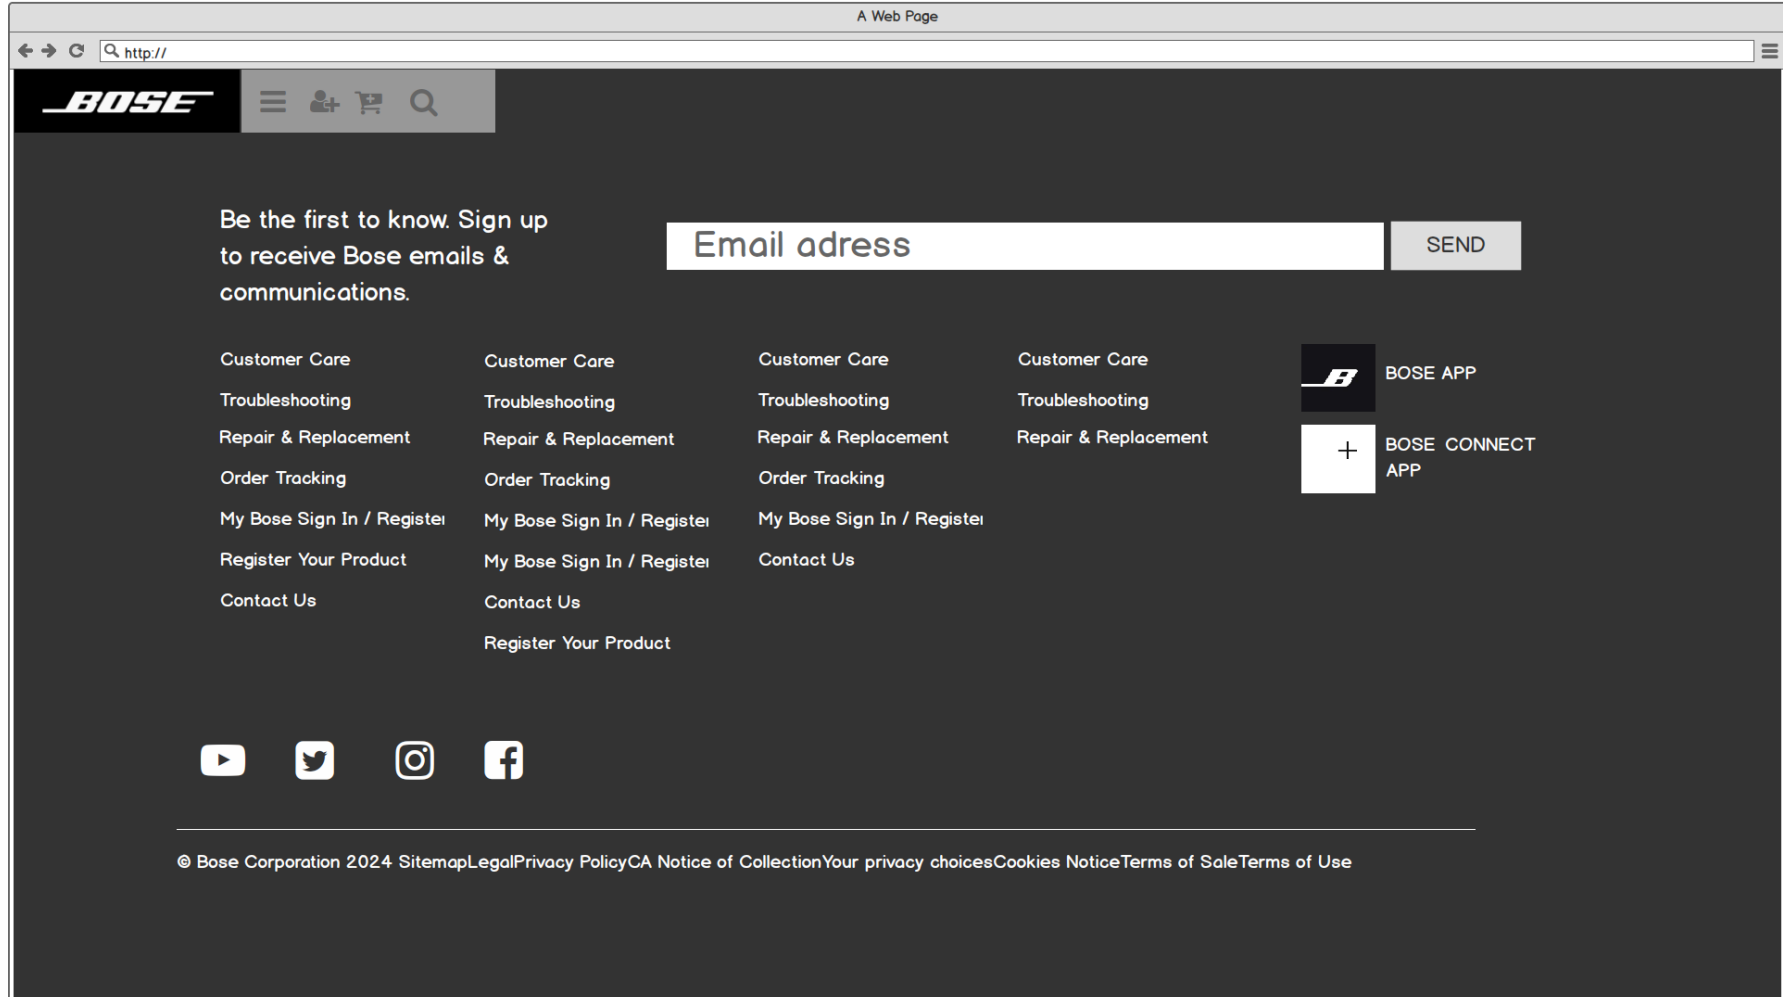 A Web Page
http://
BOSE
Be the first to know. Sign up
to receive Bose emails &
communications.
Email adress
SEND
Customer Care
Troubleshooting
Repair & Replacement
Order Tracking
My Bose Sign In / Register
Register Your Product
Contact Us
Customer Care
Troubleshooting
Repair & Replacement
Order Tracking
My Bose Sign In / Register
My Bose Sign In / Register
Contact Us
Register Your Product
Customer Care
Troubleshooting
Repair & Replacement
Order Tracking
My Bose Sign In / Register
Contact Us
Customer Care
Troubleshooting
Repair & Replacement
B
BOSE APP
BOSE CONNECT
APP
© Bose Corporation 2024 SitemapLegalPrivacy PolicyCA Notice of CollectionYour privacy choicesCookies NoticeTerms of SaleTerms of Use